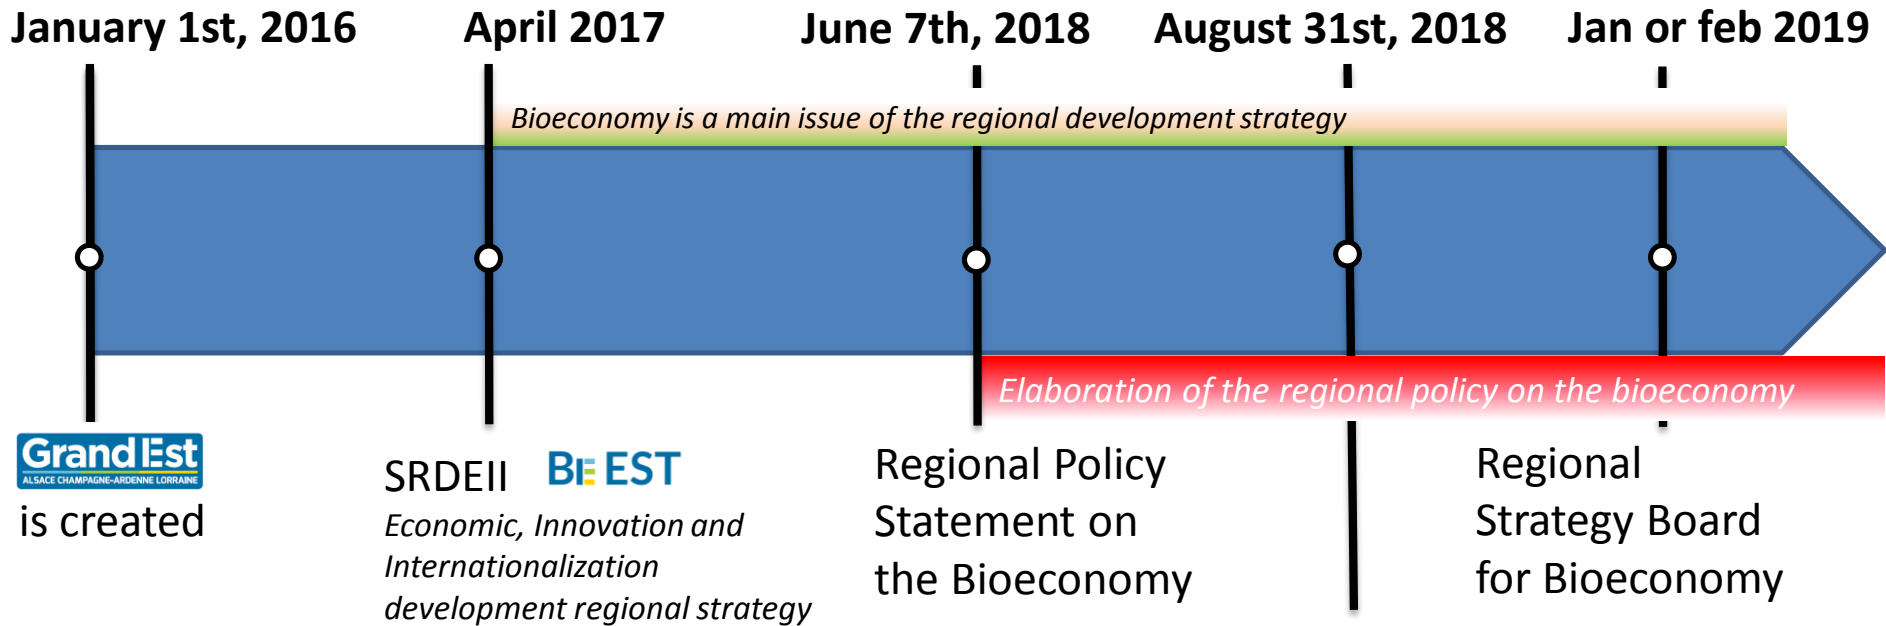 January 1st, 2016
April 2017
June 7th, 2018
August 31st, 2018
Jan or feb 2019
Bioeconomy is a main issue of the regional development strategy
Elaboration of the regional policy on the bioeconomy
Grand Est
ALSACE CHAMPAGNE-ARDENNE LORRAINE
is created
SRDEII
BE EST
Economic, Innovation and
Internationalization
development regional strategy
Regional Policy
Statement on
the Bioeconomy
Regional
Strategy Board
for Bioeconomy